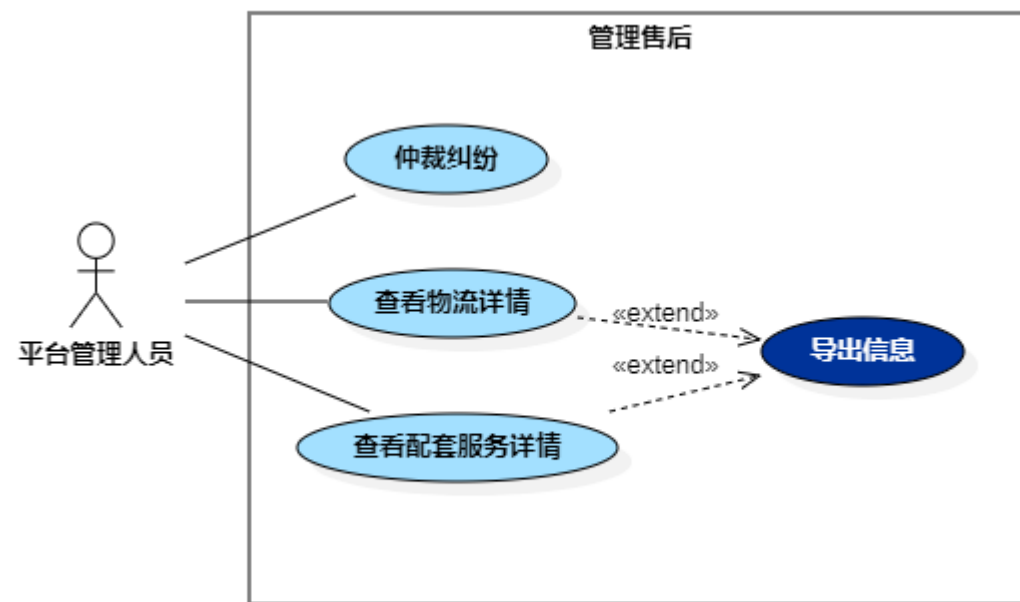 管理售后
仲裁纠纷
查看物流详情
«extend»
导出信息
平台管理人员
«extend»
查看配套服务详情